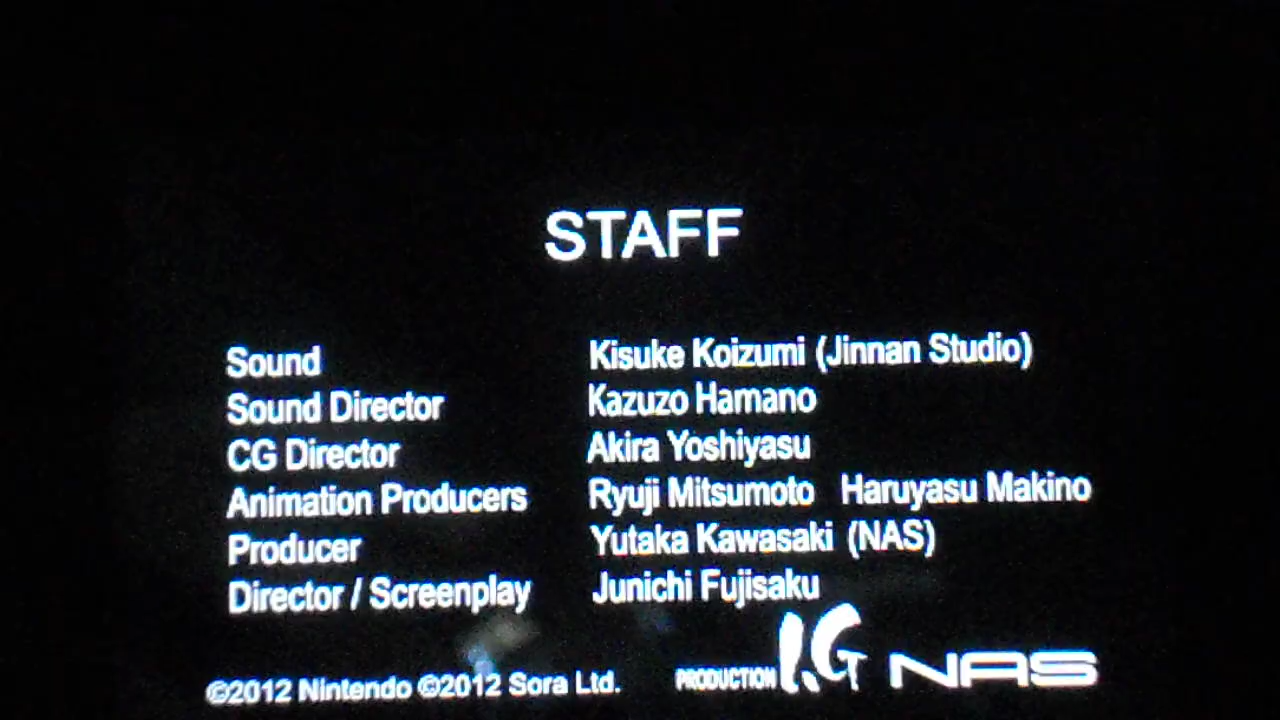 STAFF
Sound Kisuke Koizumi (Jinnan Studio)
Sound Director Kazuzo Hamano
CG Director Akira Yoshiyasu
Animation Producers Ryuji Mitsumoto Haruyasu Makino
Producer Yutaka Kawasaki (NAS)
Director / Screenplay Junichi Fujisaku
©2012 Nintendo ©2012 Sora Ltd. PRODUCTION I.G NAS